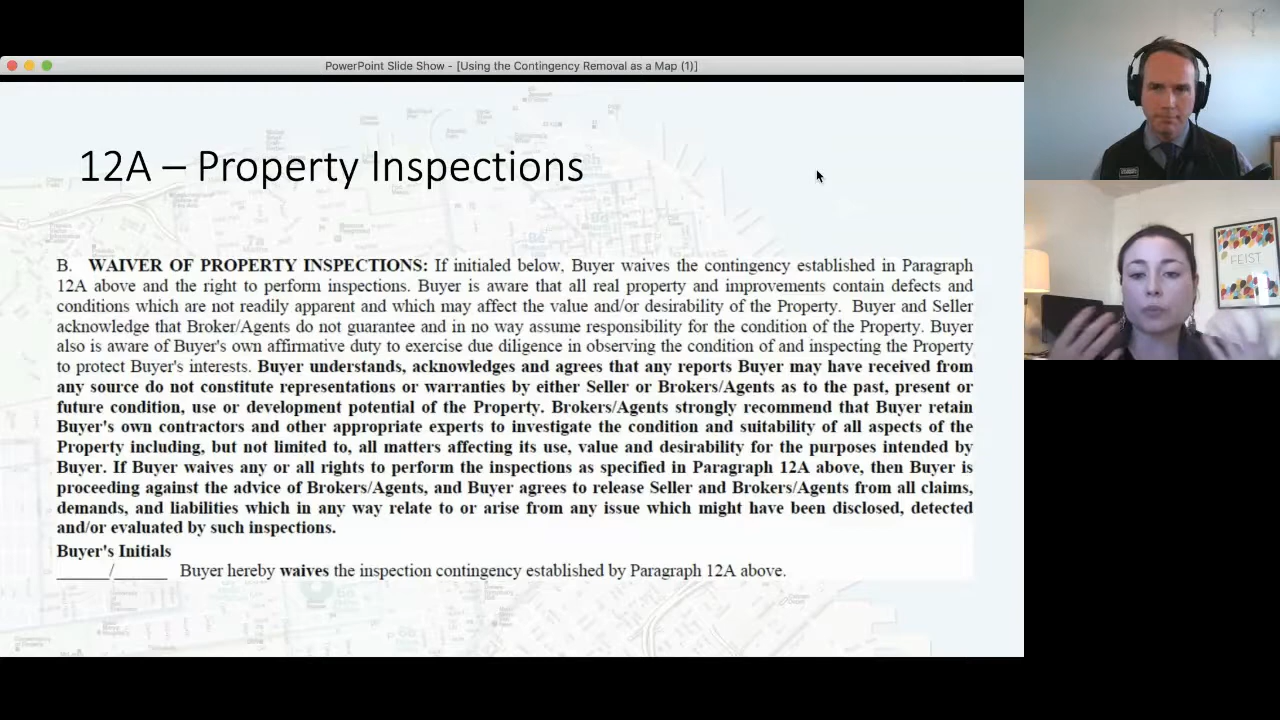 PowerPoint Slide Show - [Using the Contingency Removal as a Map (1)]
12A – Property Inspections
B. WAIVER OF PROPERTY INSPECTIONS: If initialed below, Buyer waives the contingency established in Paragraph
12A above and the right to perform inspections. Buyer is aware that all real property and improvements contain defects and
conditions which are not readily apparent and which may affect the value and/or desirability of the Property. Buyer and Seller
acknowledge that Broker/Agents do not guarantee and in no way assume responsibility for the condition of the Property. Buyer
also is aware of Buyer's own affirmative duty to exercise due diligence in observing the condition of and inspecting the Property
to protect Buyer's interests. Buyer understands, acknowledges and agrees that any reports Buyer may have received from
any source do not constitute representations or warranties by either Seller or Brokers/Agents as to the past, present or
future condition, use or development potential of the Property. Brokers/Agents strongly recommend that Buyer retain
Buyer's own contractors and other appropriate experts to investigate the condition and suitability of all aspects of the
Property including, but not limited to, all matters affecting its use, value and desirability for the purposes intended by
Buyer. If Buyer waives any or all rights to perform the inspections as specified in Paragraph 12A above, then Buyer is
proceeding against the advice of Brokers/Agents, and Buyer agrees to release Seller and Brokers/Agents from all claims,
demands, and liabilities which in any way relate to or arise from any issue which might have been disclosed, detected
and/or evaluated by such inspections.
Buyer's Initials
______/______ Buyer hereby waives the inspection contingency established by Paragraph 12A above.
FEIST